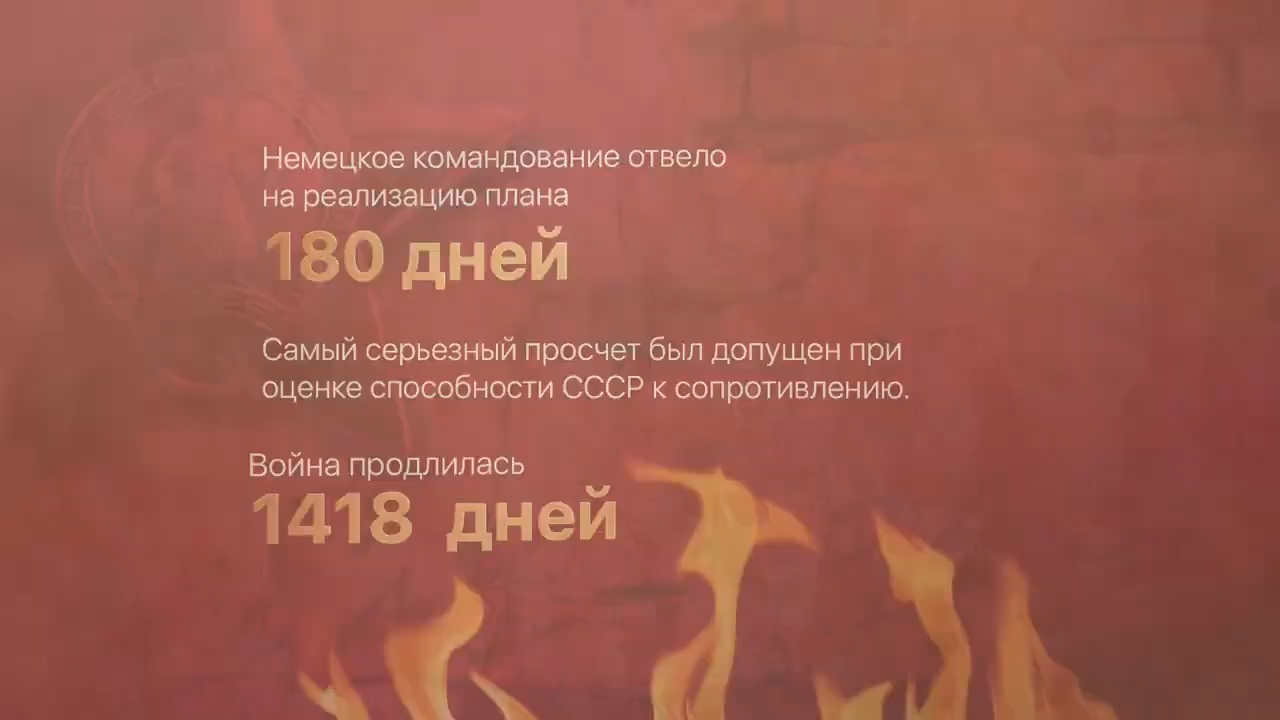 Немецкое командование отвело
на реализацию плана
180 дней
Самый серьезный просчет был допущен при
оценке способности СССР к сопротивлению.
Война продлилась
1418 дней